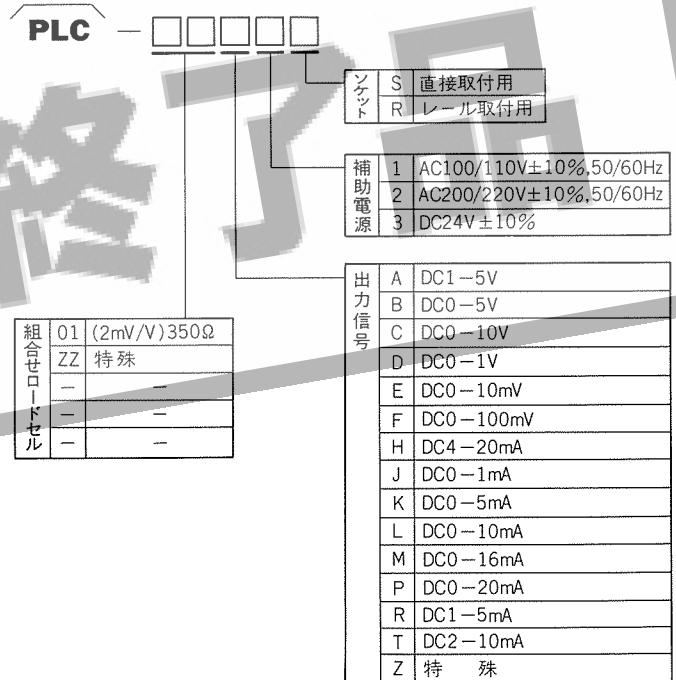 PLC － □□□□□
ソケット
S 直接取付用
R レール取付用
補助電源
1 AC100/110V±10%,50/60Hz
2 AC200/220V±10%,50/60Hz
3 DC24V±10%
出力信号
A DC1－5V
B DC0－5V
C DC0－10V
D DC0－1V
E DC0－10mV
F DC0－100mV
H DC4－20mA
J DC0－1mA
K DC0－5mA
L DC0－10mA
M DC0－16mA
P DC0－20mA
R DC1－5mA
T DC2－10mA
Z 特 殊
組合せロードセル
01 (2mV/V)350Ω
ZZ 特殊
－ －
－ －
－ －
終了品